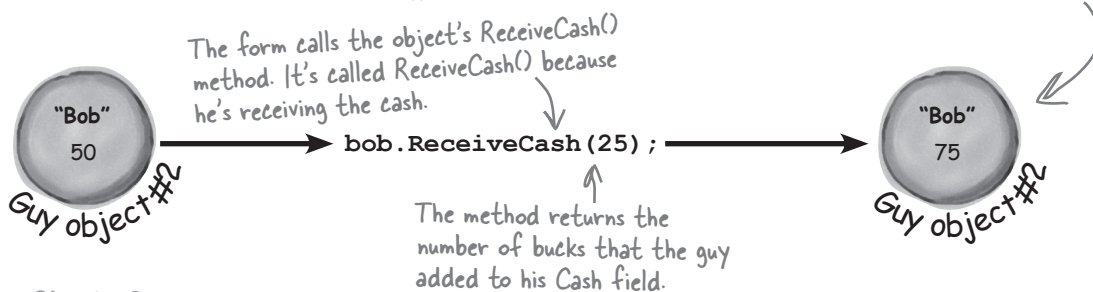 The form calls the object's ReceiveCash()
method. It's called ReceiveCash() because
he's receiving the cash.
"Bob"
50
Guy object #2
bob.ReceiveCash(25);
"Bob"
75
Guy object #2
The method returns the
number of bucks that the guy
added to his Cash field.